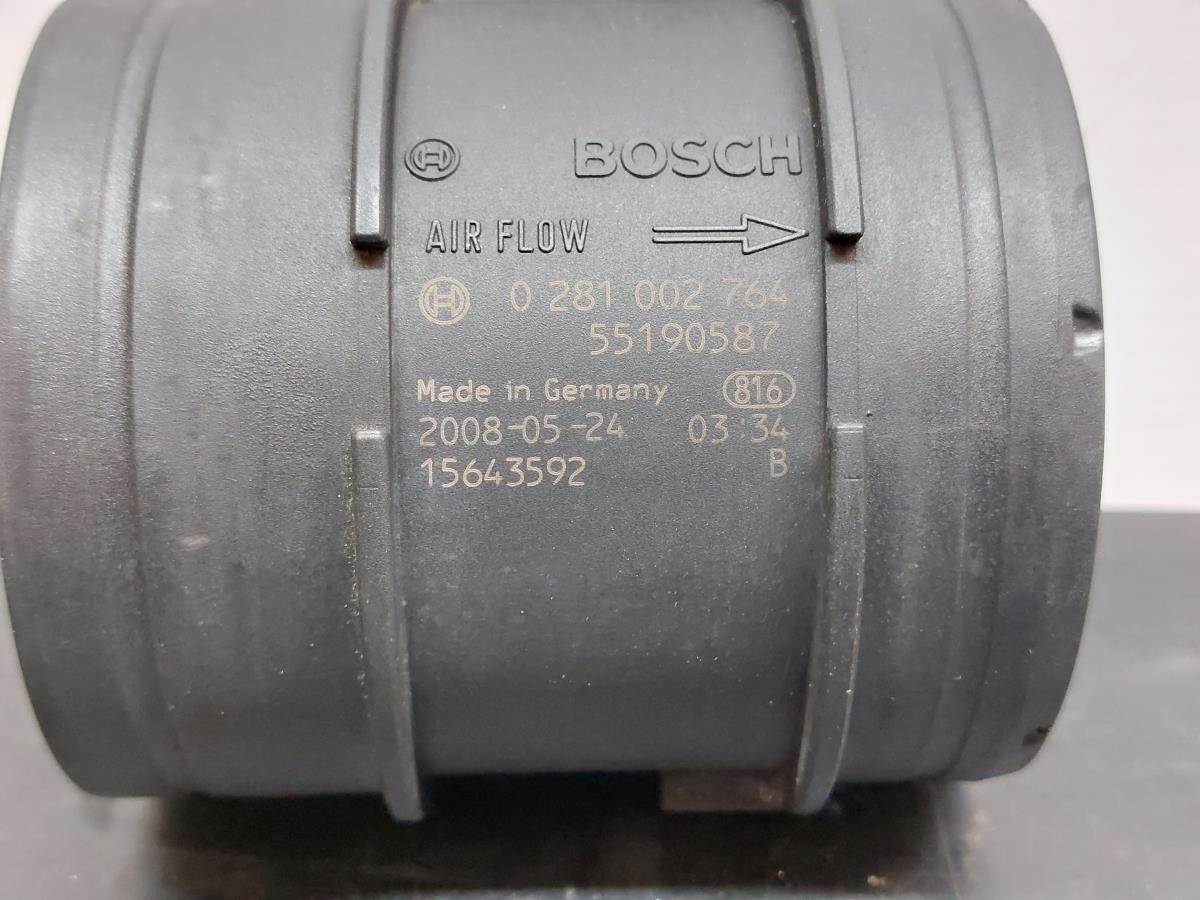 BOSCH
AIR FLOW
0 281 002 764
55190587
Made in Germany 816
2008-05-24 03:34
15643592 B